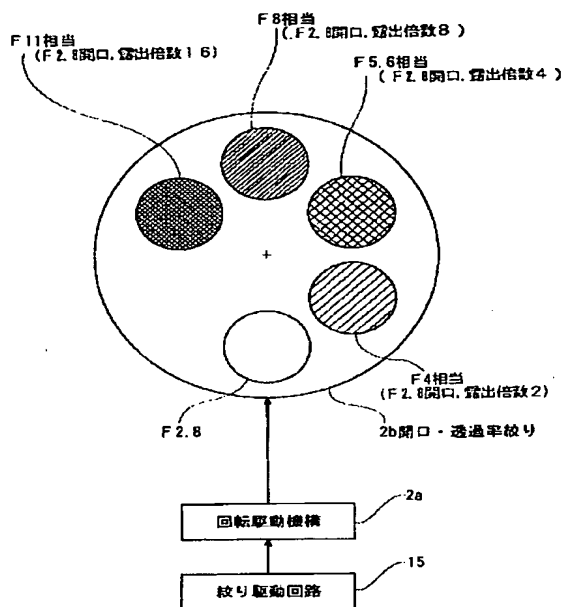 F8相当
(F2.8開口.露出倍数8)
F11相当
(F2.8開口.露出倍数16)
F5.6相当
(F2.8開口.露出倍数4)
F4相当
(F2.8開口.露出倍数2)
F2.8
2b開口・透過率絞り
2a
回転駆動機構
15
絞り駆動回路